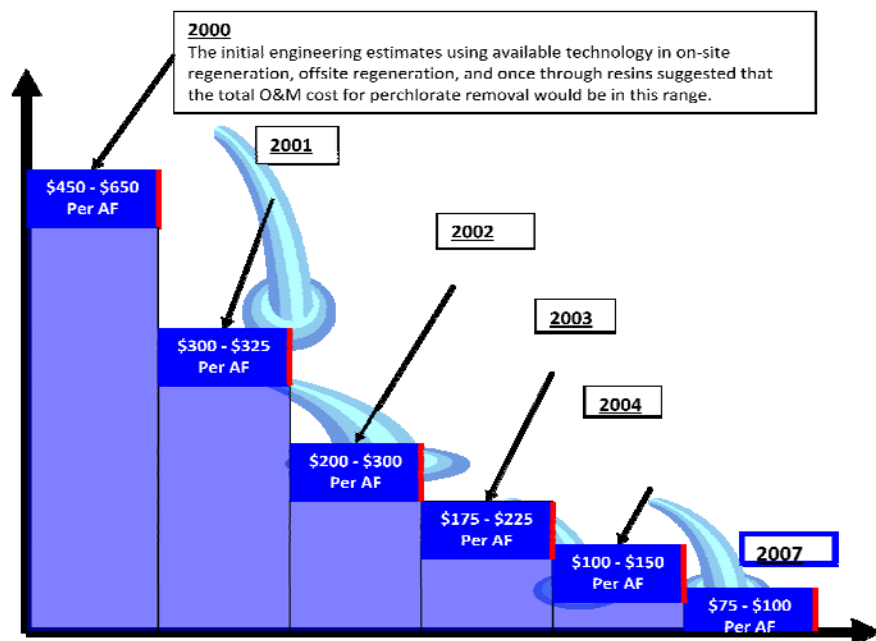 2000
The initial engineering estimates using available technology in on-site
regeneration, offsite regeneration, and once through resins suggested that
the total O&M cost for perchlorate removal would be in this range.
2001
$450 - $650
Per AF
2002
2003
$300 - $325
Per AF
2004
$200 - $300
Per AF
$175 - $225
Per AF
2007
$100 - $150
Per AF
$75 - $100
Per AF